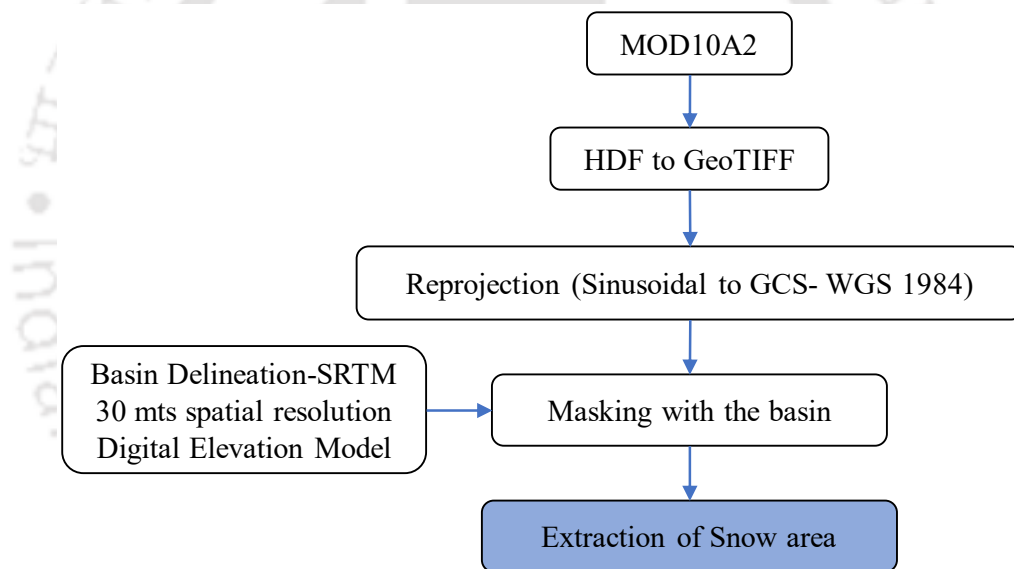 MOD10A2
HDF to GeoTIFF
Reprojection (Sinusoidal to GCS- WGS 1984)
Basin Delineation-SRTM
30 mts spatial resolution
Digital Elevation Model
Masking with the basin
Extraction of Snow area